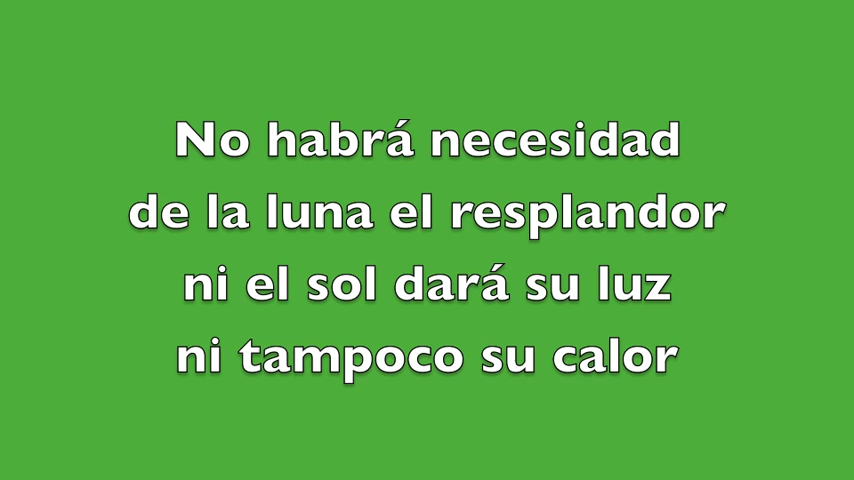 No habrá necesidad
de la luna el resplandor
ni el sol dará su luz
ni tampoco su calor